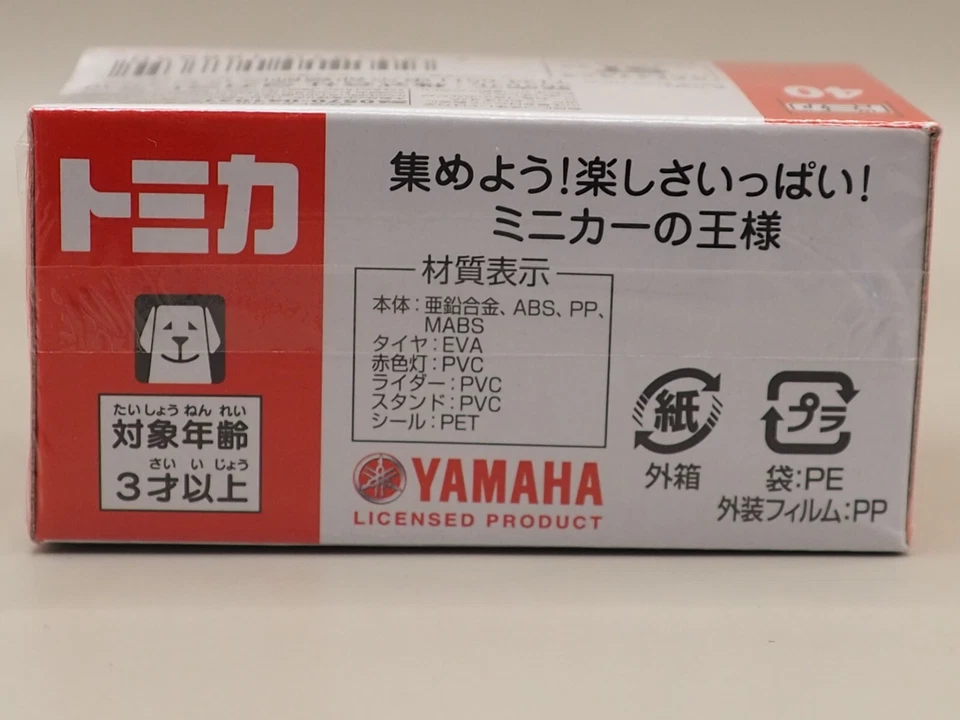 40
トミカ
集めよう!楽しさいっぱい!
ミニカーの王様
材質表示
本体:亜鉛合金、ABS、PP、
MABS
タイヤ:EVA
赤色灯:PVC
ライダー:PVC
スタンド:PVC
シール:PET
たいしょう ねん れい
対象年齢
さい い じょう
3才以上
YAMAHA
LICENSED PRODUCT
紙
外箱
プラ
袋:PE
外装フィルム:PP